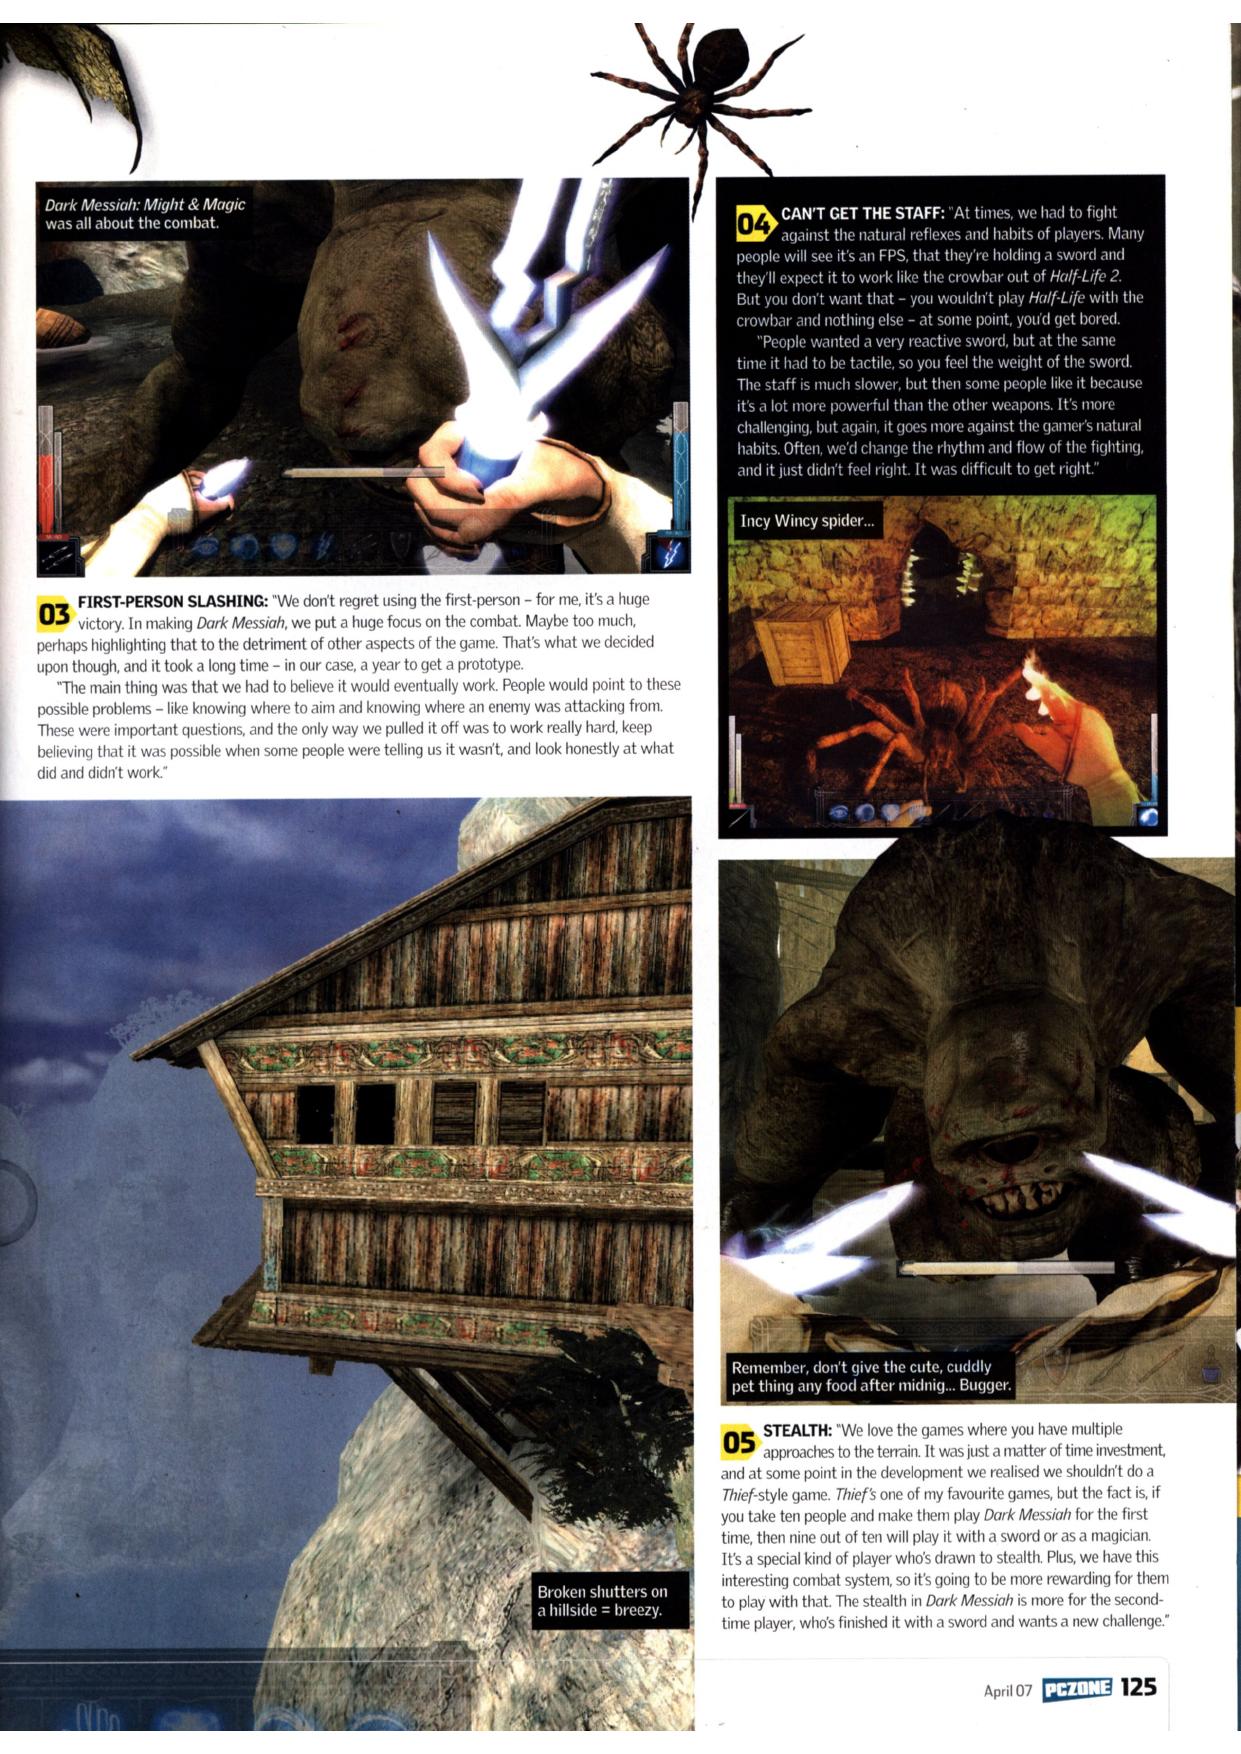 Dark Messiah: Might & Magic
was all about the combat.
03 FIRST-PERSON SLASHING: "We don't regret using the first-person – for me, it's a huge
victory. In making Dark Messiah, we put a huge focus on the combat. Maybe too much,
perhaps highlighting that to the detriment of other aspects of the game. That's what we decided
upon though, and it took a long time – in our case, a year to get a prototype.
"The main thing was that we had to believe it would eventually work. People would point to these
possible problems – like knowing where to aim and knowing where an enemy was attacking from.
These were important questions, and the only way we pulled it off was to work really hard, keep
believing that it was possible when some people were telling us it wasn't, and look honestly at what
did and didn't work."
Broken shutters on
a hillside = breezy.
04 CAN'T GET THE STAFF: "At times, we had to fight
against the natural reflexes and habits of players. Many
people will see it's an FPS, that they're holding a sword and
they'll expect it to work like the crowbar out of Half-Life 2.
But you don't want that – you wouldn't play Half-Life with the
crowbar and nothing else – at some point, you'd get bored.
"People wanted a very reactive sword, but at the same
time it had to be tactile, so you feel the weight of the sword.
The staff is much slower, but then some people like it because
it's a lot more powerful than the other weapons. It's more
challenging, but again, it goes more against the gamer's natural
habits. Often, we'd change the rhythm and flow of the fighting,
and it just didn't feel right. It was difficult to get right."
Incy Wincy spider...
Remember, don't give the cute, cuddly
pet thing any food after midnig... Bugger.
05 STEALTH: "We love the games where you have multiple
approaches to the terrain. It was just a matter of time investment,
and at some point in the development we realised we shouldn't do a
Thief-style game. Thief's one of my favourite games, but the fact is, if
you take ten people and make them play Dark Messiah for the first
time, then nine out of ten will play it with a sword or as a magician.
It's a special kind of player who's drawn to stealth. Plus, we have this
interesting combat system, so it's going to be more rewarding for them
to play with that. The stealth in Dark Messiah is more for the second-
time player, who's finished it with a sword and wants a new challenge."
April 07 PCZONE 125